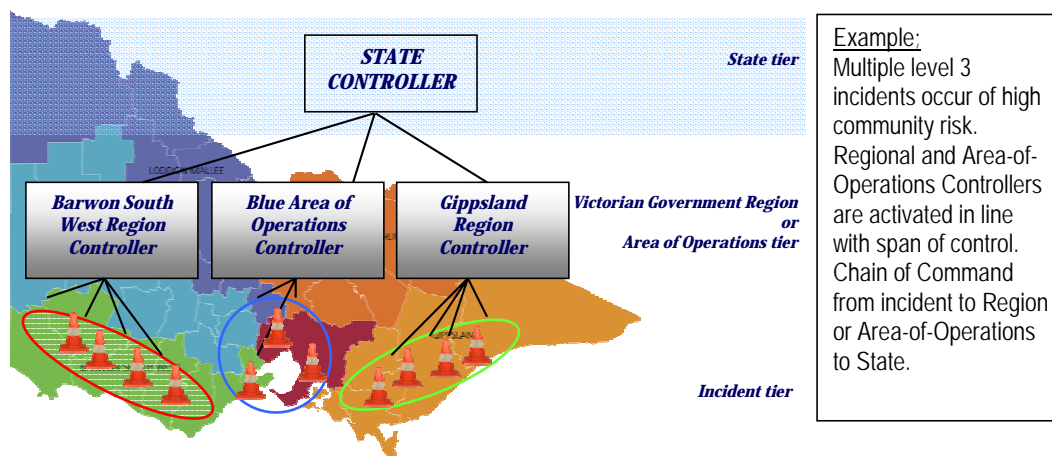 STATE
CONTROLLER
State tier
Barwon South
West Region
Controller
Blue Area of
Operations
Controller
Gippsland
Region
Controller
Victorian Government Region
or
Area of Operations tier
Incident tier
Example;
Multiple level 3
incidents occur of high
community risk.
Regional and Area-of-
Operations Controllers
are activated in line
with span of control.
Chain of Command
from incident to Region
or Area-of-Operations
to State.